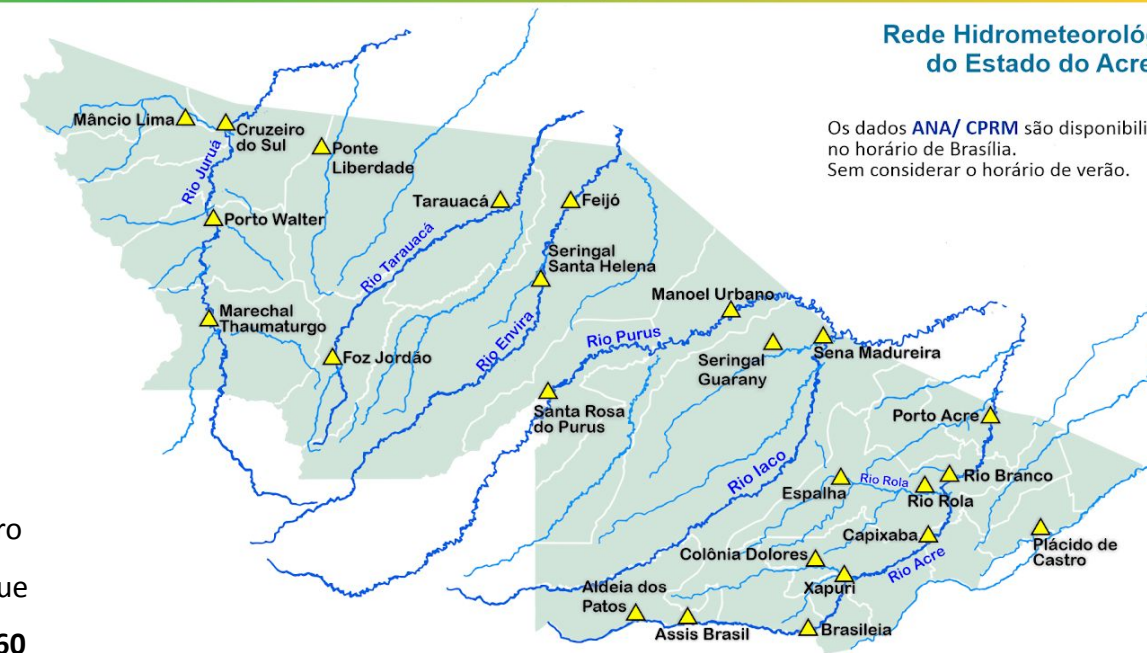 Rede Hidrometeoroló
do Estado do Acre
Os dados ANA/ CPRM são disponibili
no horário de Brasília.
Sem considerar o horário de verão.
Mâncio Lima
Cruzeiro
do Sul
Ponte
Liberdade
Rio Juruá
Porto Walter
Tarauacá
Feijó
Rio Tarauacá
Seringal
Santa Helena
Marechal
Thaumaturgo
Foz Jordão
Rio Envira
Manoel Urbano
Rio Purus
Seringal
Guarany
Sena Madureira
Santa Rosa
do Purus
Porto Acre
Rio Iaco
Espalha
Rio Rola
Rio Rola
Rio Branco
Capixaba
Plácido de
Castro
Colônia Dolores
Rio Acre
Xapuri
Aldeia dos
Patos
Assis Brasil
Brasileia
ro
ue
60